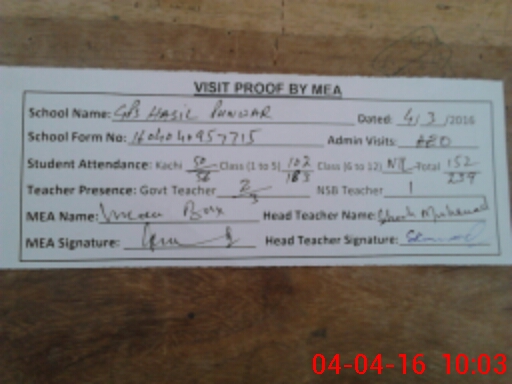 VISIT PROOF BY MEA
School Name: GPS HASIL PUNWAR Dated: 4/3/2016
School Form No: Admin Visits: AEO
Student Attendance: Kachi 50/56 Class (1 to 5) 102/183 Class (6 to 12) Nil Total 152/239
Teacher Presence: Govt Teacher 2/3 NSB Teacher 1
MEA Name: Bux Head Teacher Name:
MEA Signature: Head Teacher Signature:
04-04-16 10:03